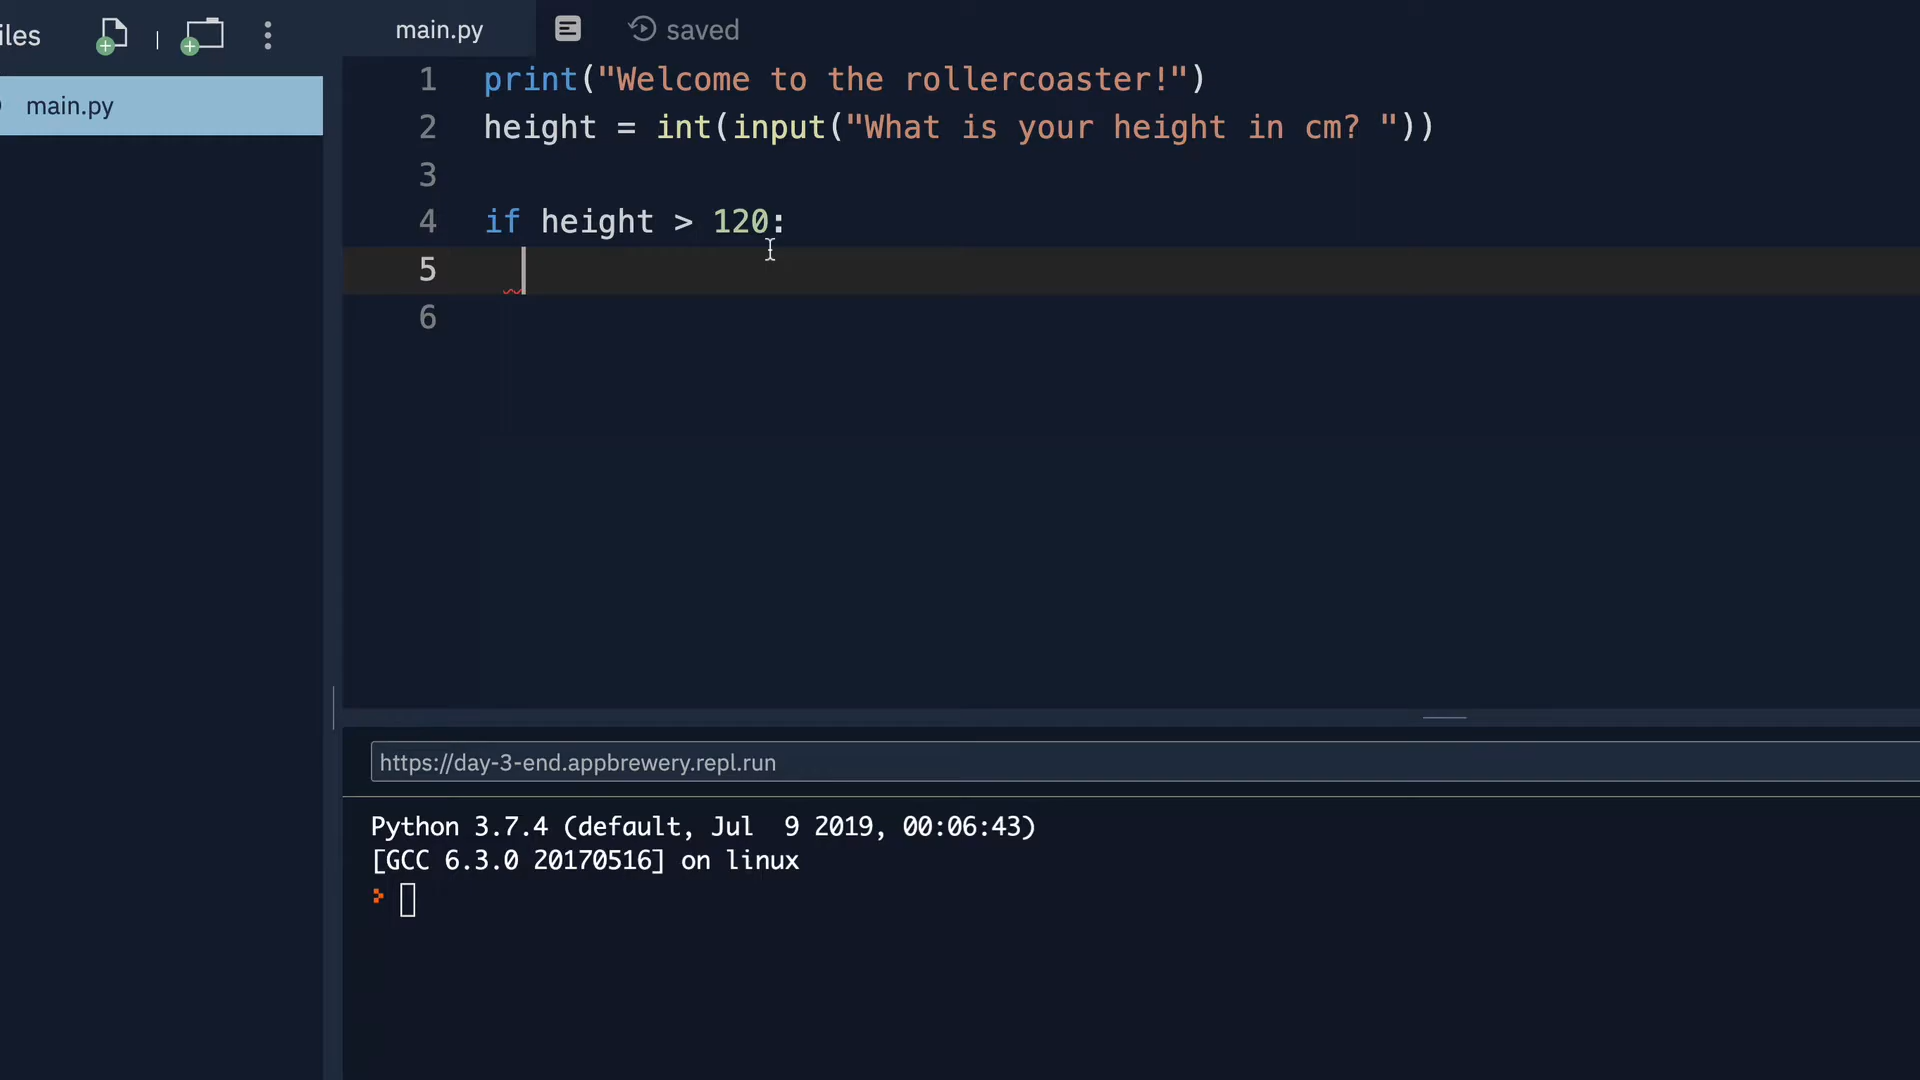 iles
main.py
saved
main.py
1 print("Welcome to the rollercoaster!")
2 height = int(input("What is your height in cm? "))
3
4 if height > 120:
5
6
https://day-3-end.appbrewery.repl.run
Python 3.7.4 (default, Jul  9 2019, 00:06:43)
[GCC 6.3.0 20170516] on linux